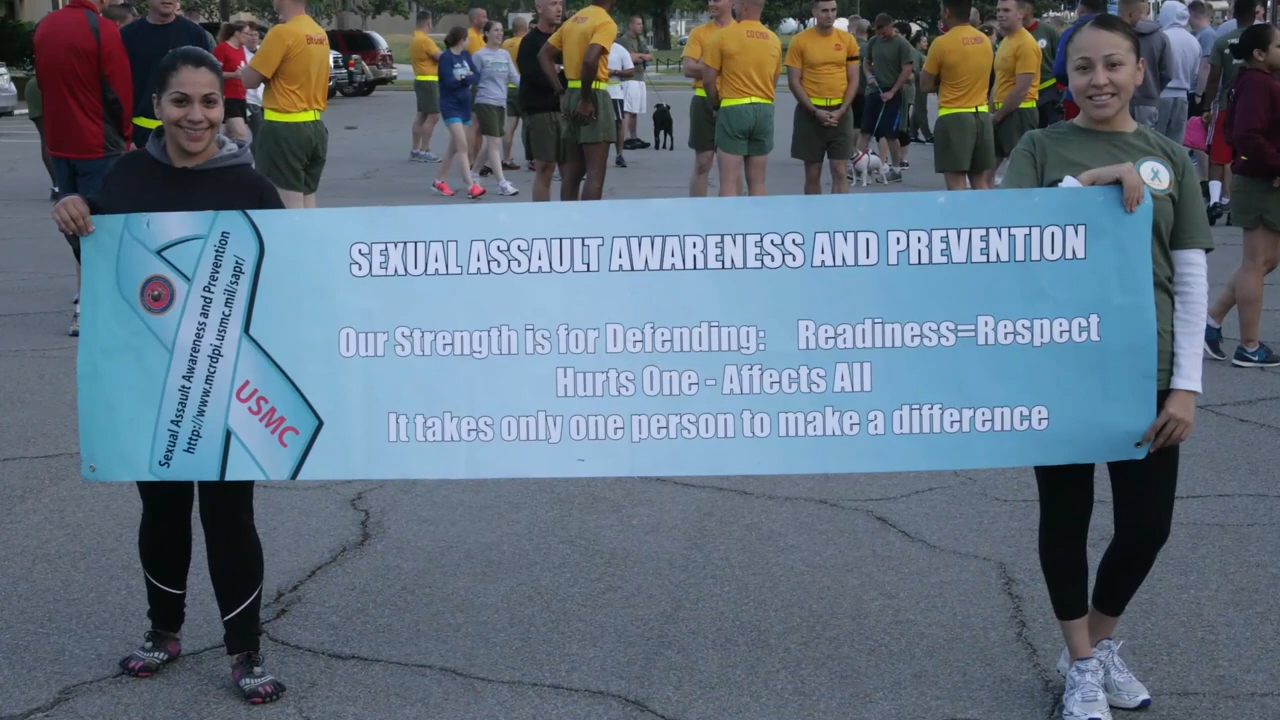 SEXUAL ASSAULT AWARENESS AND PREVENTION
Our Strength is for Defending: Readiness=Respect
Hurts One - Affects All
It takes only one person to make a difference
Sexual Assault Awareness and Prevention
http://www.mcrdpi.usmc.mil/sapr/
USMC